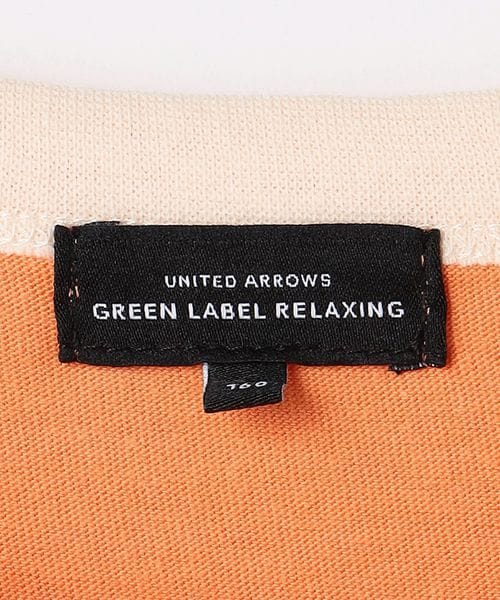 UNITED ARROWS
GREEN LABEL RELAXING
160